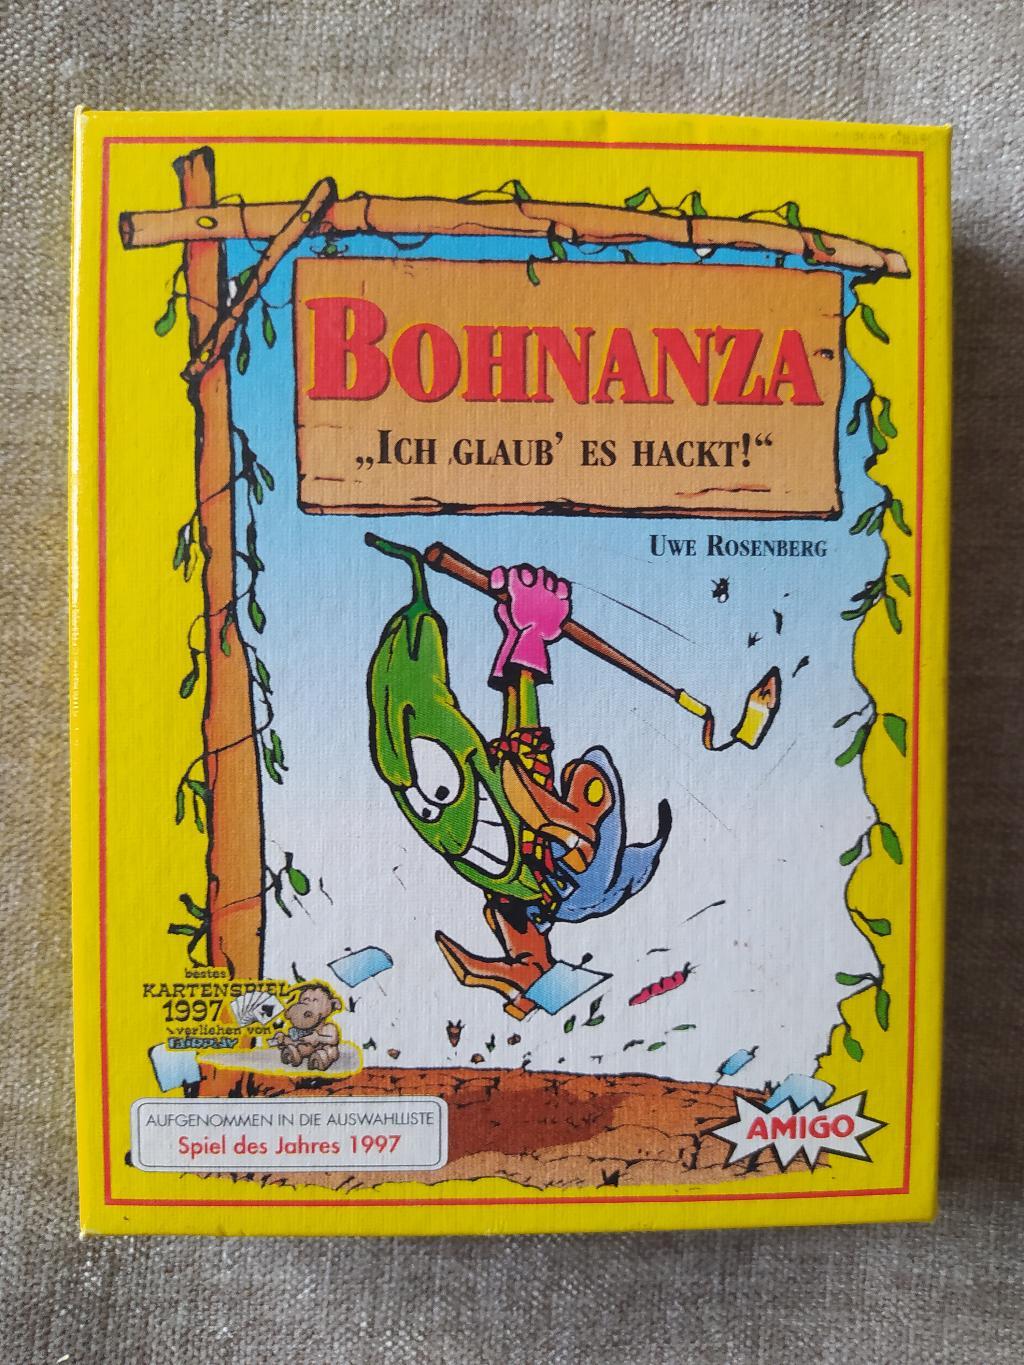 BOHNANZA
„ICH GLAUB' ES HACKT!“
UWE ROSENBERG
bestes
KARTENSPIEL
1997
verliehen von
FAIRPLAY
AUFGENOMMEN IN DIE AUSWAHLLISTE
Spiel des Jahres 1997
AMIGO